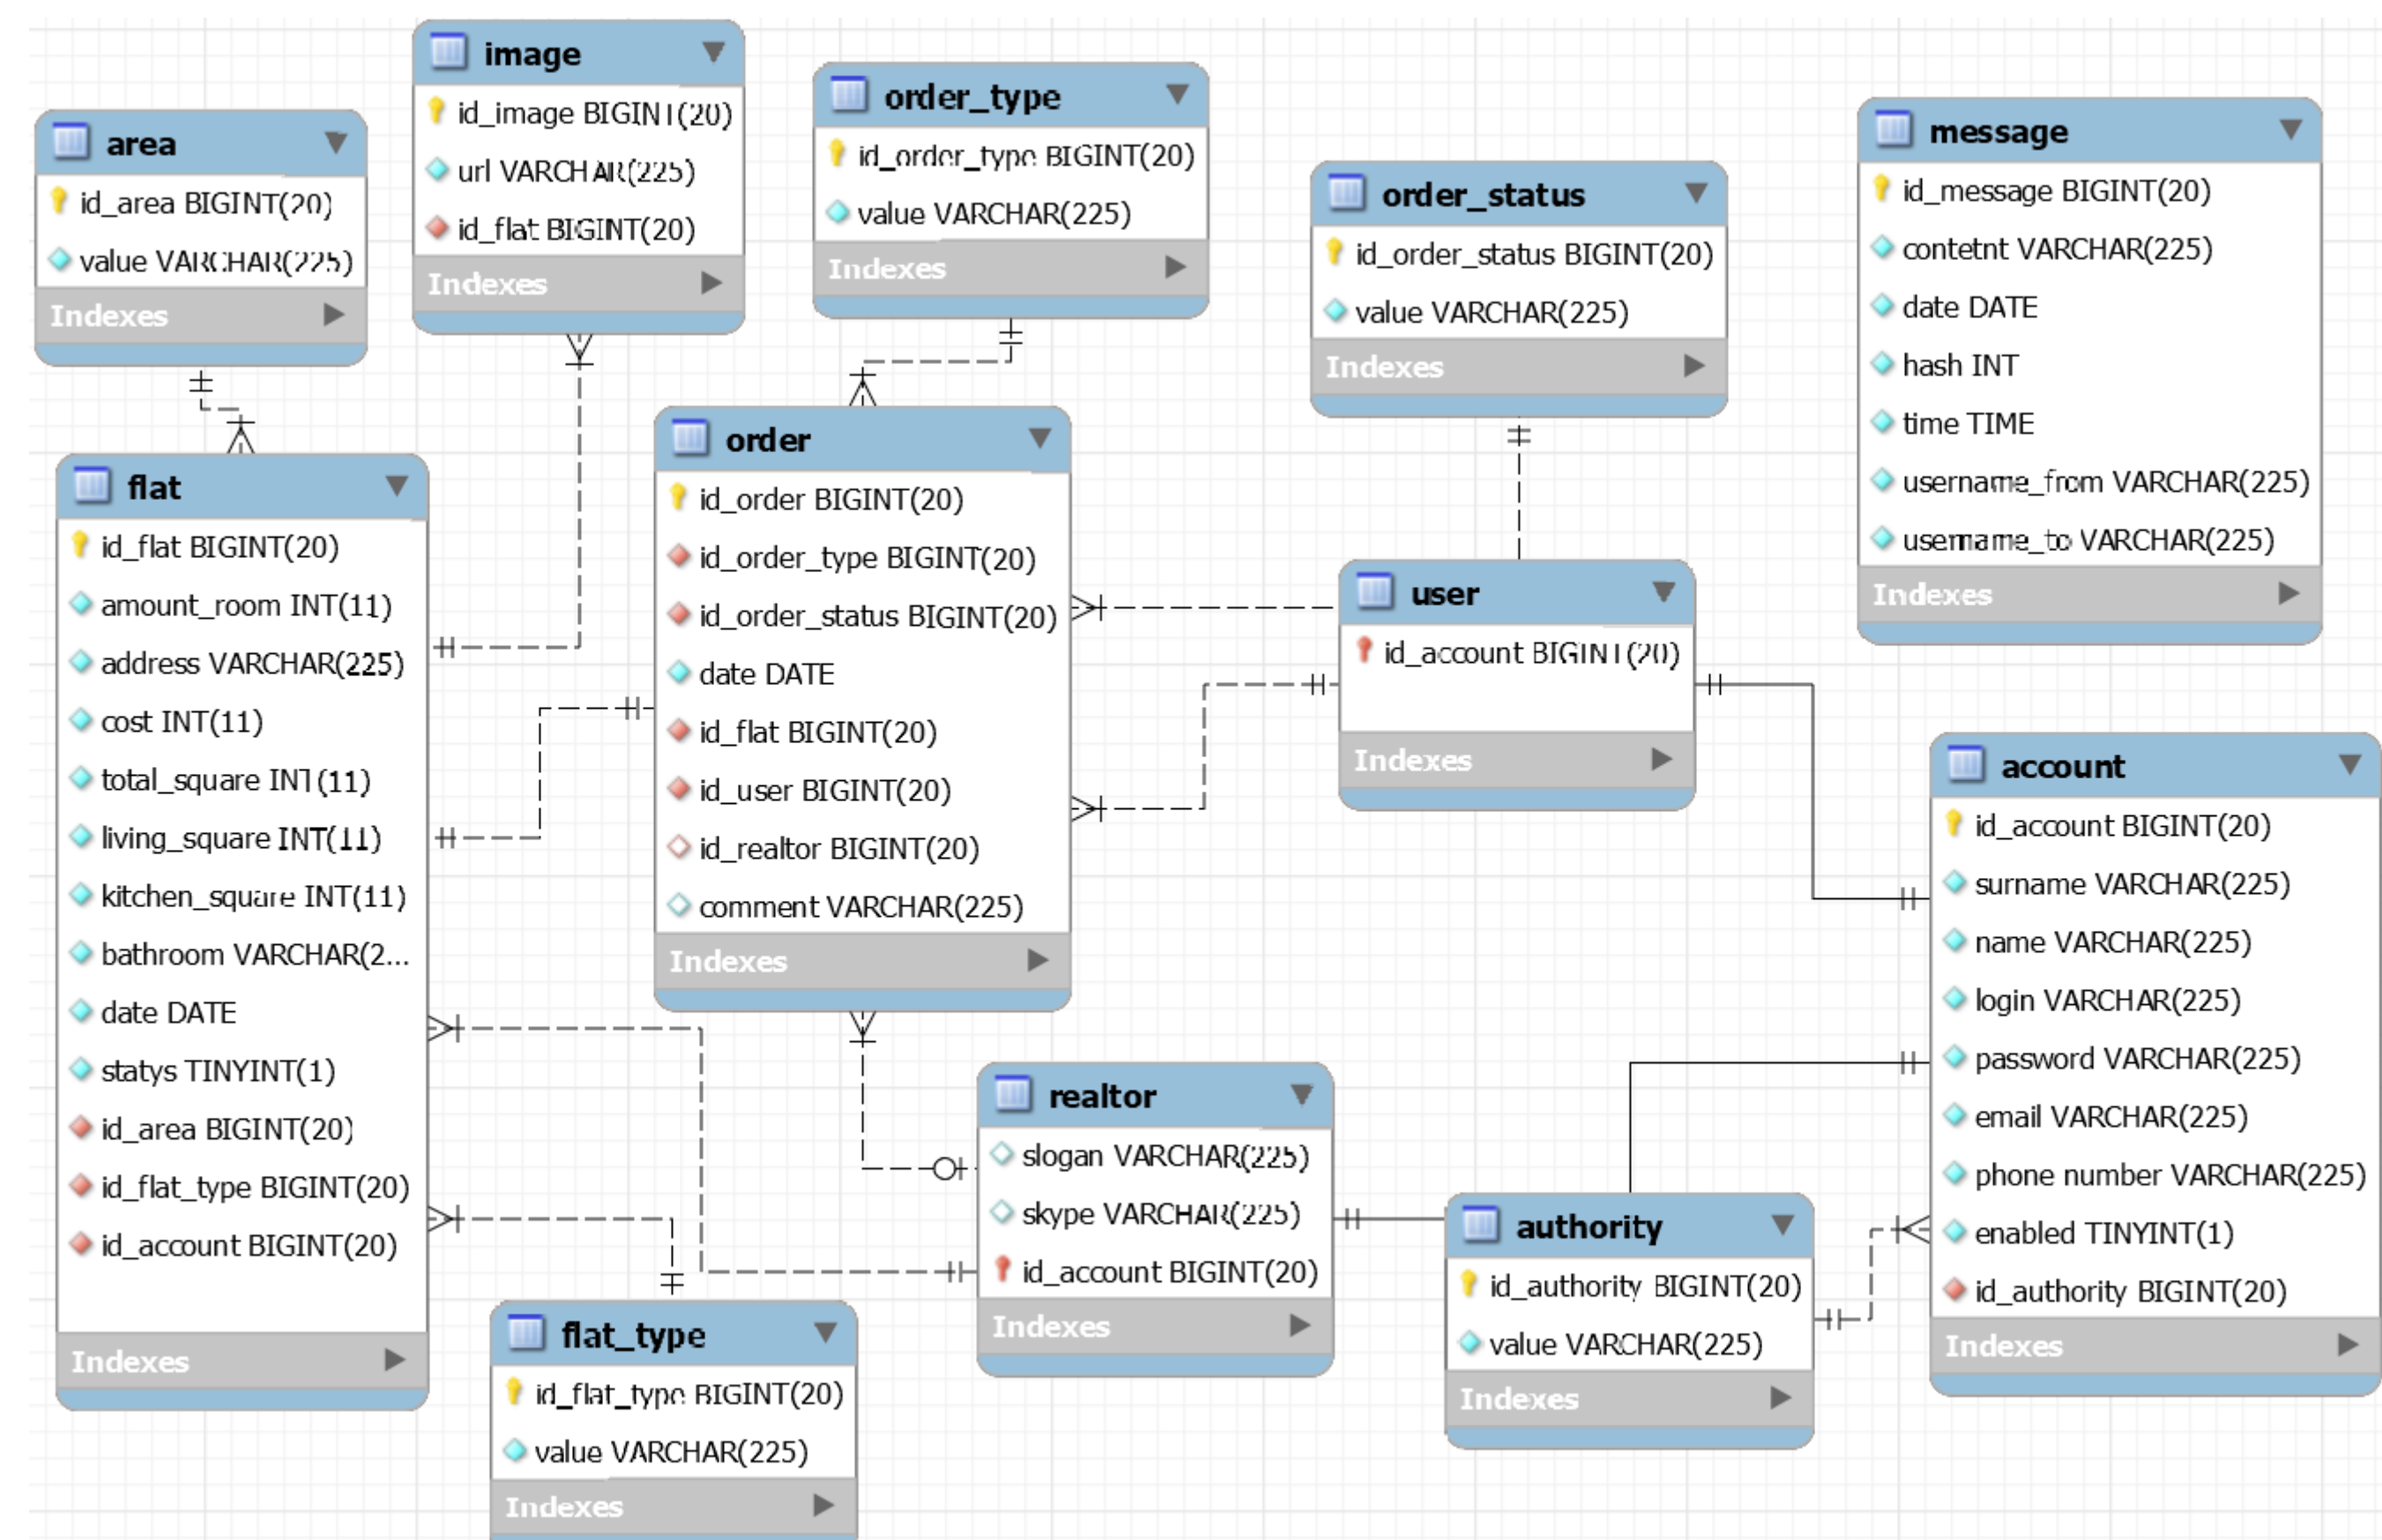 area
id_area BIGINT(20)
value VARCHAR(225)
Indexes
image
id_image BIGINT(20)
url VARCHAR(225)
id_flat BIGINT(20)
Indexes
order_type
id_order_type BIGINT(20)
value VARCHAR(225)
Indexes
order_status
id_order_status BIGINT(20)
value VARCHAR(225)
Indexes
message
id_message BIGINT(20)
contetnt VARCHAR(225)
date DATE
hash INT
time TIME
username_from VARCHAR(225)
username_to VARCHAR(225)
Indexes
flat
id_flat BIGINT(20)
amount_room INT(11)
address VARCHAR(225)
cost INT(11)
total_square INT(11)
living_square INT(11)
kitchen_square INT(11)
bathroom VARCHAR(2...
date DATE
statys TINYINT(1)
id_area BIGINT(20)
id_flat_type BIGINT(20)
id_account BIGINT(20)
Indexes
order
id_order BIGINT(20)
id_order_type BIGINT(20)
id_order_status BIGINT(20)
date DATE
id_flat BIGINT(20)
id_user BIGINT(20)
id_realtor BIGINT(20)
comment VARCHAR(225)
Indexes
user
id_account BIGINT(20)
Indexes
account
id_account BIGINT(20)
surname VARCHAR(225)
name VARCHAR(225)
login VARCHAR(225)
password VARCHAR(225)
email VARCHAR(225)
phone number VARCHAR(225)
enabled TINYINT(1)
id_authority BIGINT(20)
Indexes
realtor
slogan VARCHAR(225)
skype VARCHAR(225)
id_account BIGINT(20)
Indexes
authority
id_authority BIGINT(20)
value VARCHAR(225)
Indexes
flat_type
id_flat_type BIGINT(20)
value VARCHAR(225)
Indexes